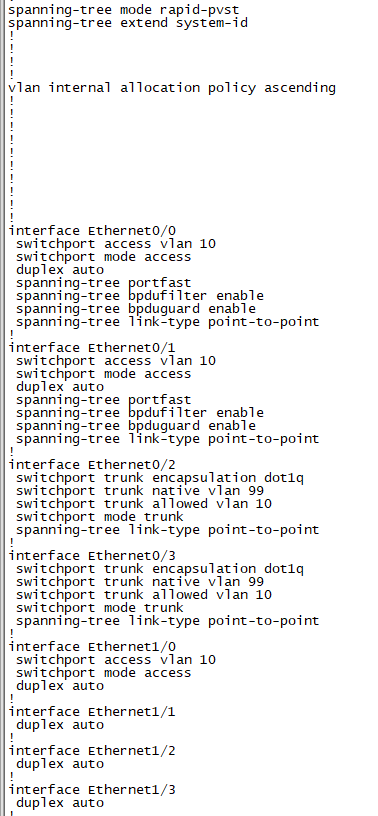 spanning-tree mode rapid-pvst
spanning-tree extend system-id
!
!
!
!
vlan internal allocation policy ascending
!
!
!
!
!
!
!
!
!
!
interface Ethernet0/0
 switchport access vlan 10
 switchport mode access
 duplex auto
 spanning-tree portfast
 spanning-tree bpdufilter enable
 spanning-tree bpduguard enable
 spanning-tree link-type point-to-point
!
interface Ethernet0/1
 switchport access vlan 10
 switchport mode access
 duplex auto
 spanning-tree portfast
 spanning-tree bpdufilter enable
 spanning-tree bpduguard enable
 spanning-tree link-type point-to-point
!
interface Ethernet0/2
 switchport trunk encapsulation dot1q
 switchport trunk native vlan 99
 switchport trunk allowed vlan 10
 switchport mode trunk
 spanning-tree link-type point-to-point
!
interface Ethernet0/3
 switchport trunk encapsulation dot1q
 switchport trunk native vlan 99
 switchport trunk allowed vlan 10
 switchport mode trunk
 spanning-tree link-type point-to-point
!
interface Ethernet1/0
 switchport access vlan 10
 switchport mode access
 duplex auto
!
interface Ethernet1/1
 duplex auto
!
interface Ethernet1/2
 duplex auto
!
interface Ethernet1/3
 duplex auto
!